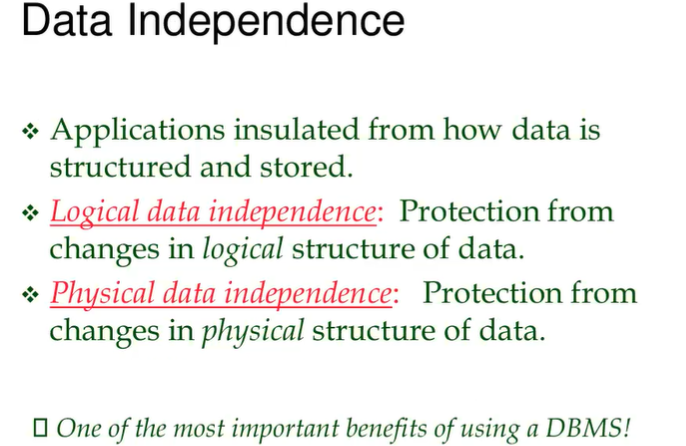 Data Independence
❖ Applications insulated from how data is
structured and stored.
❖ Logical data independence: Protection from
changes in logical structure of data.
❖ Physical data independence: Protection from
changes in physical structure of data.
▯ One of the most important benefits of using a DBMS!